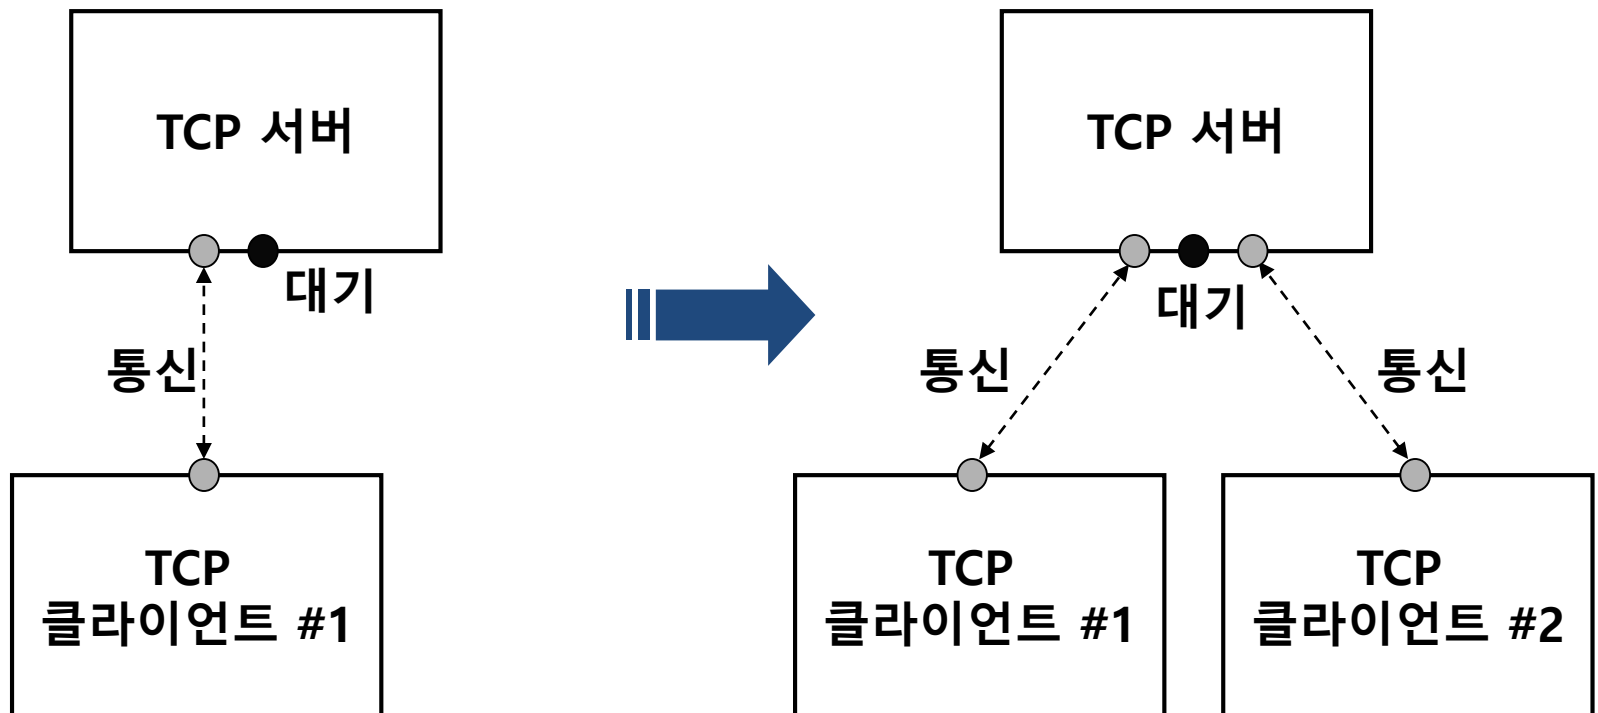 TCP 서버
대기
통신
TCP
클라이언트 #1
TCP 서버
대기
통신
통신
TCP
클라이언트 #1
TCP
클라이언트 #2